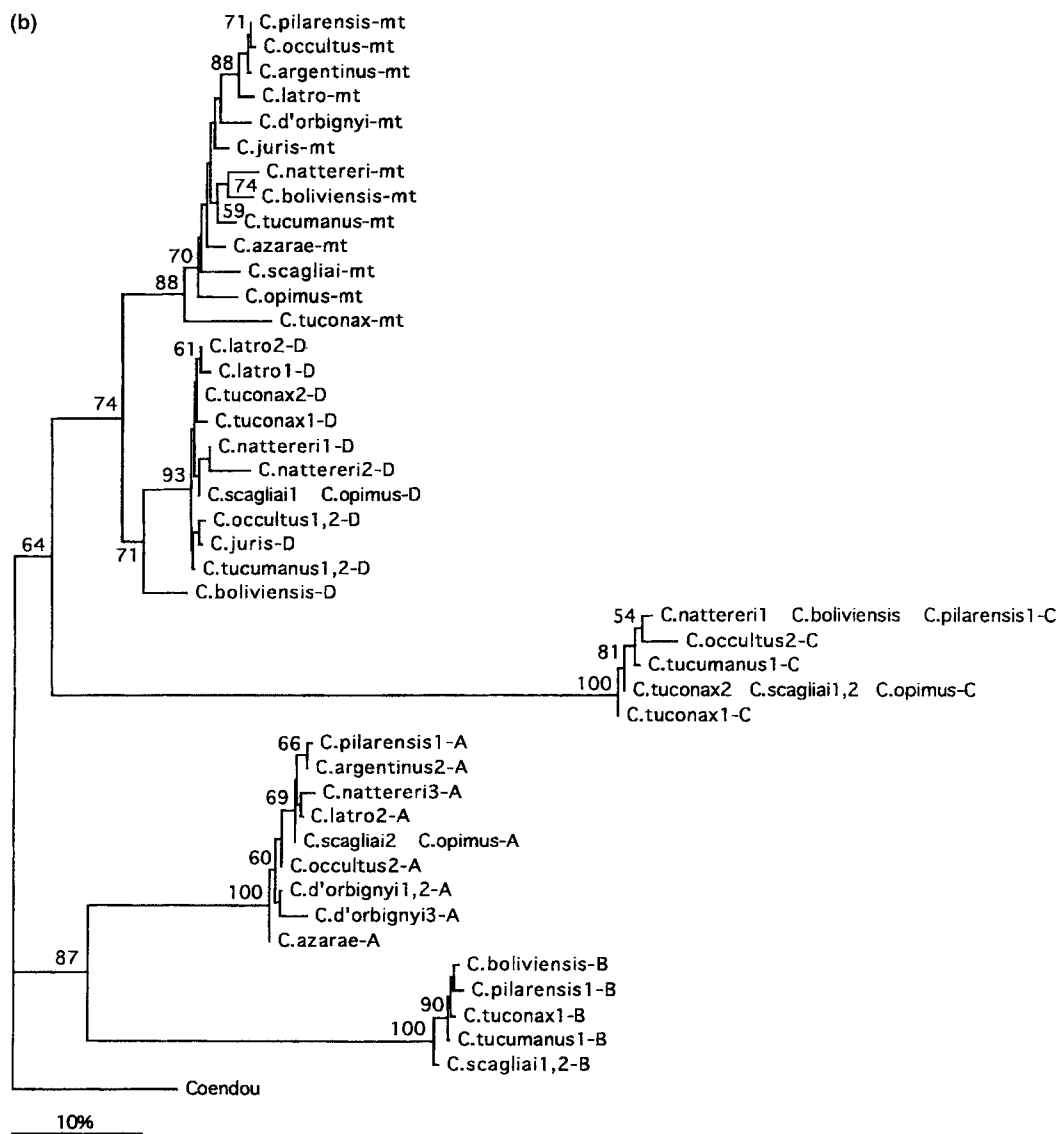 (b)
71 C.pilarensis-mt
C.occultus-mt
C.argentinus-mt
88
C.latro-mt
C.d'orbignyi-mt
C.juris-mt
C.nattereri-mt
74
C.boliviensis-mt
59
C.tucumanus-mt
C.azarae-mt
70
C.scagliai-mt
88
C.opimus-mt
C.tuconax-mt
61 C.latro2-D
C.latro1-D
C.tuconax2-D
74
C.tuconax1-D
C.nattereri1-D
93
C.nattereri2-D
C.scagliai1 C.opimus-D
C.occultus1,2-D
64
C.juris-D
71
C.tucumanus1,2-D
C.boliviensis-D
54 C.nattereri1 C.boliviensis C.pilarensis1-C
C.occultus2-C
81
C.tucumanus1-C
100
C.tuconax2 C.scagliai1,2 C.opimus-C
C.tuconax1-C
66 C.pilarensis1-A
C.argentinus2-A
C.nattereri3-A
69
C.latro2-A
C.scagliai2 C.opimus-A
60
C.occultus2-A
100
C.d'orbignyi1,2-A
C.d'orbignyi3-A
C.azarae-A
87
C.boliviensis-B
C.pilarensis1-B
90
C.tuconax1-B
100
C.tucumanus1-B
C.scagliai1,2-B
Coendou
10%